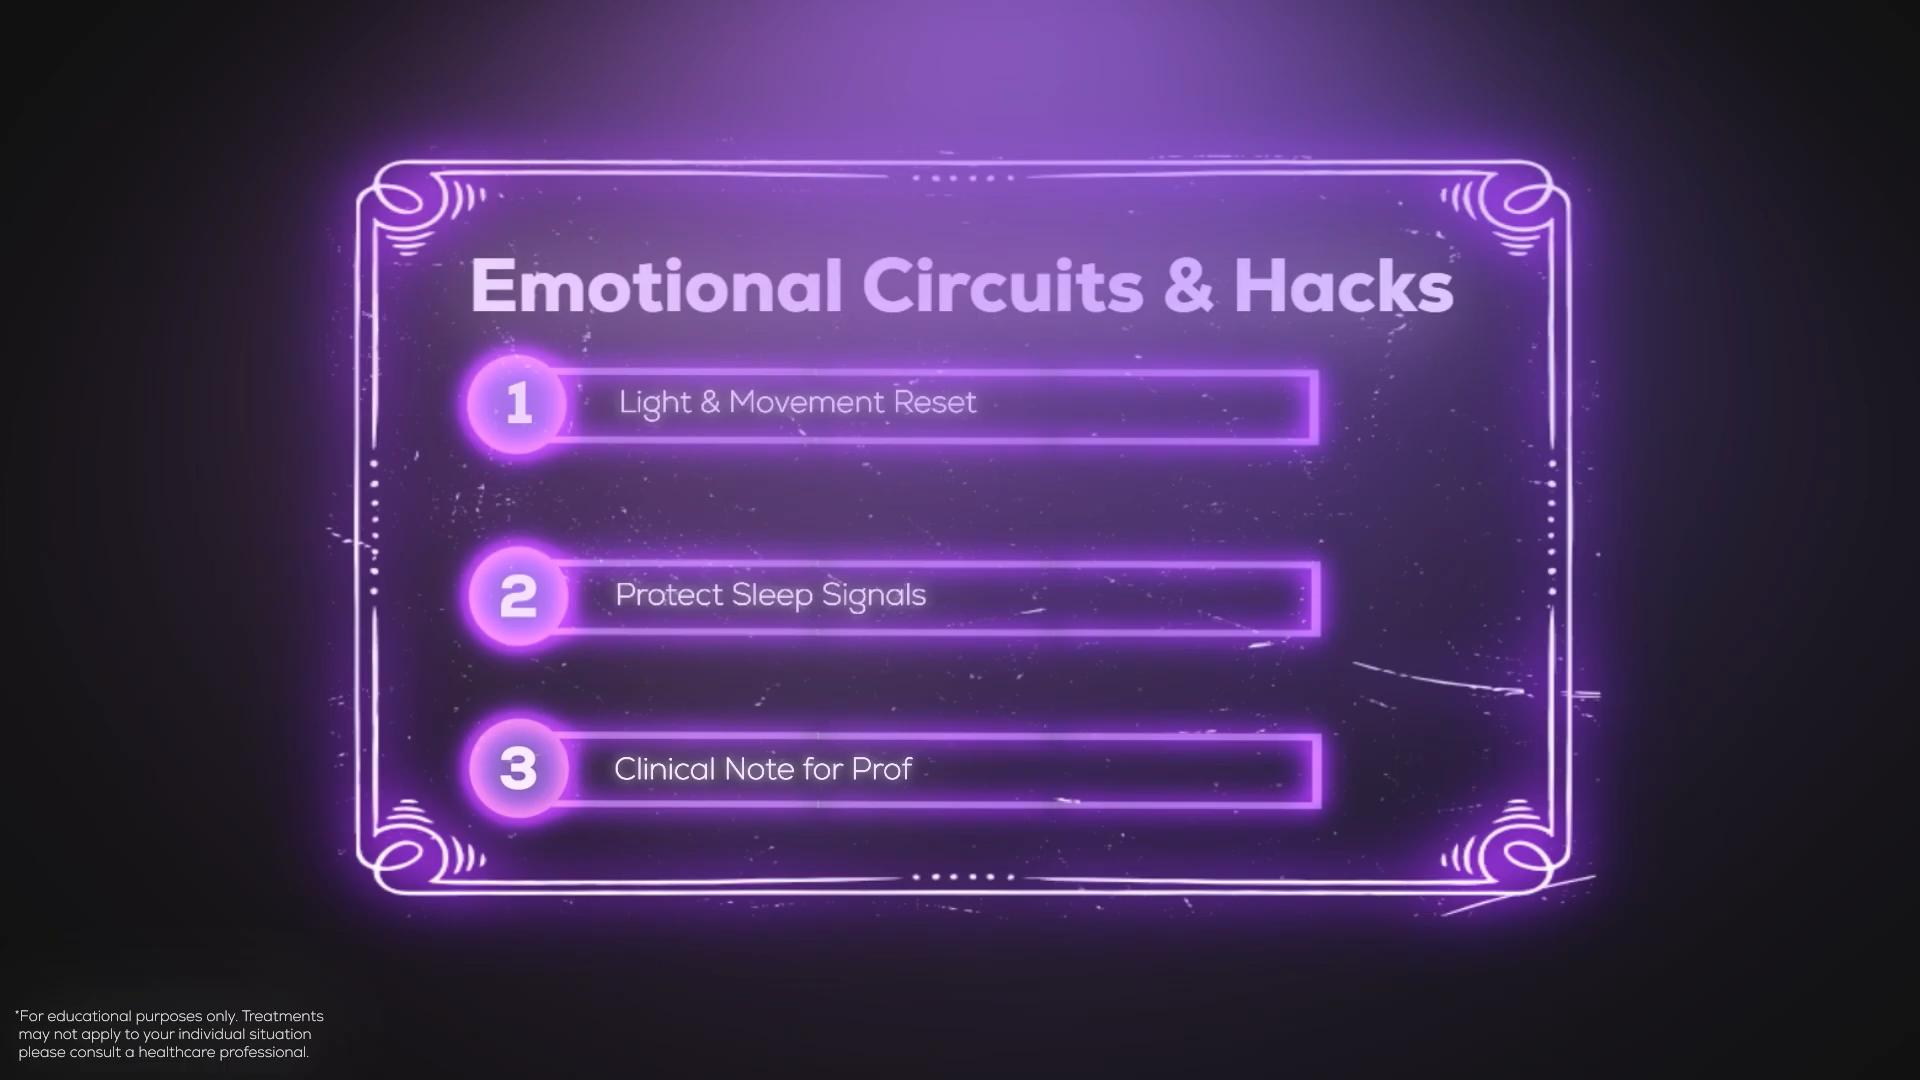 Emotional Circuits & Hacks
1 Light & Movement Reset
2 Protect Sleep Signals
3 Clinical Note for Prof
*For educational purposes only. Treatments
may not apply to your individual situation
please consult a healthcare professional.